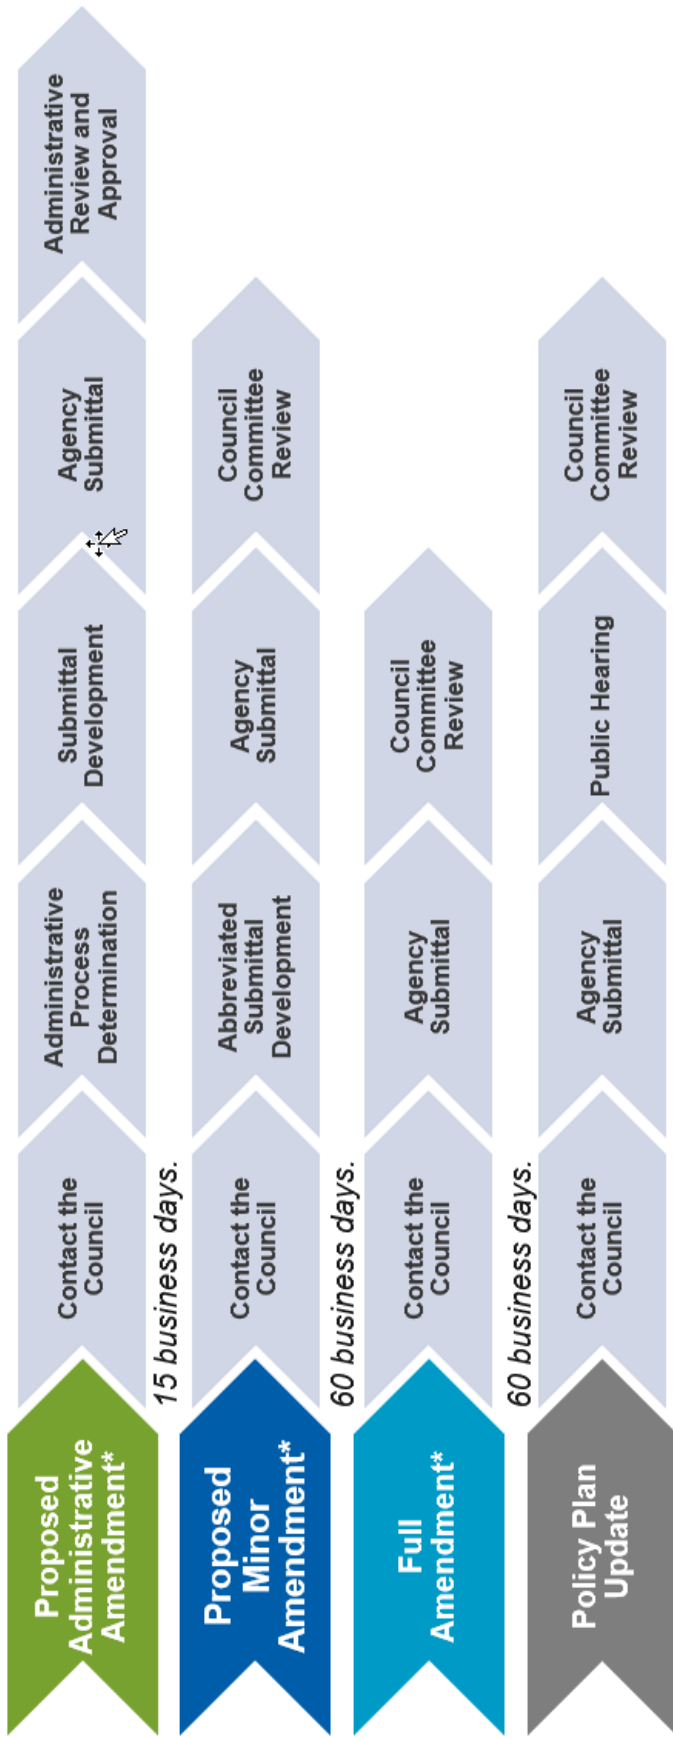 Proposed
Administrative
Amendment*
Contact the
Council
Administrative
Process
Determination
Submittal
Development
Agency
Submittal
Administrative
Review and
Approval
15 business days.
Proposed
Minor
Amendment*
Contact the
Council
Abbreviated
Submittal
Development
Agency
Submittal
Council
Committee
Review
60 business days.
Full
Amendment*
Contact the
Council
Agency
Submittal
Council
Committee
Review
60 business days.
Policy Plan
Update
Contact the
Council
Agency
Submittal
Public Hearing
Council
Committee
Review